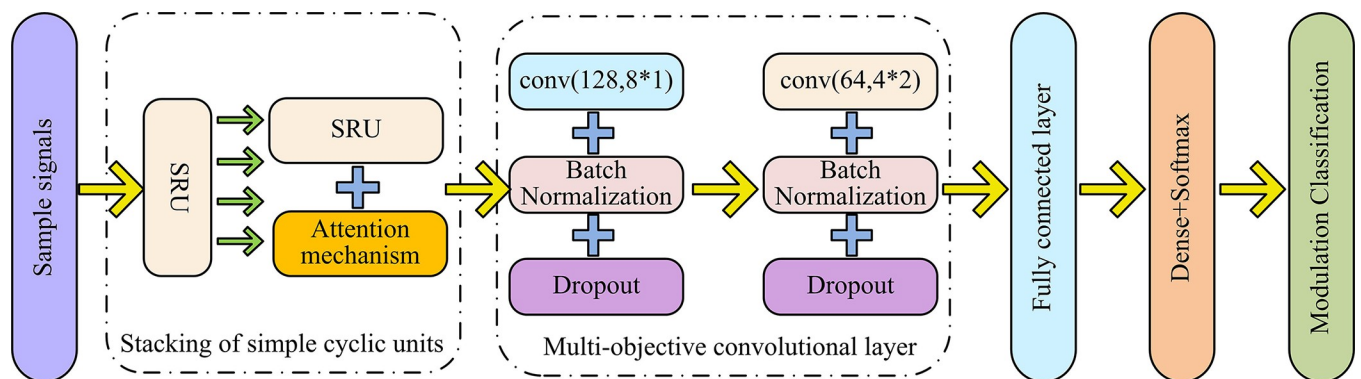 Sample signals
SRU
SRU
Attention
mechanism
Stacking of simple cyclic units
conv(128,8*1)
Batch
Normalization
Dropout
conv(64,4*2)
Batch
Normalization
Dropout
Multi-objective convolutional layer
Fully connected layer
Dense+Softmax
Modulation Classification